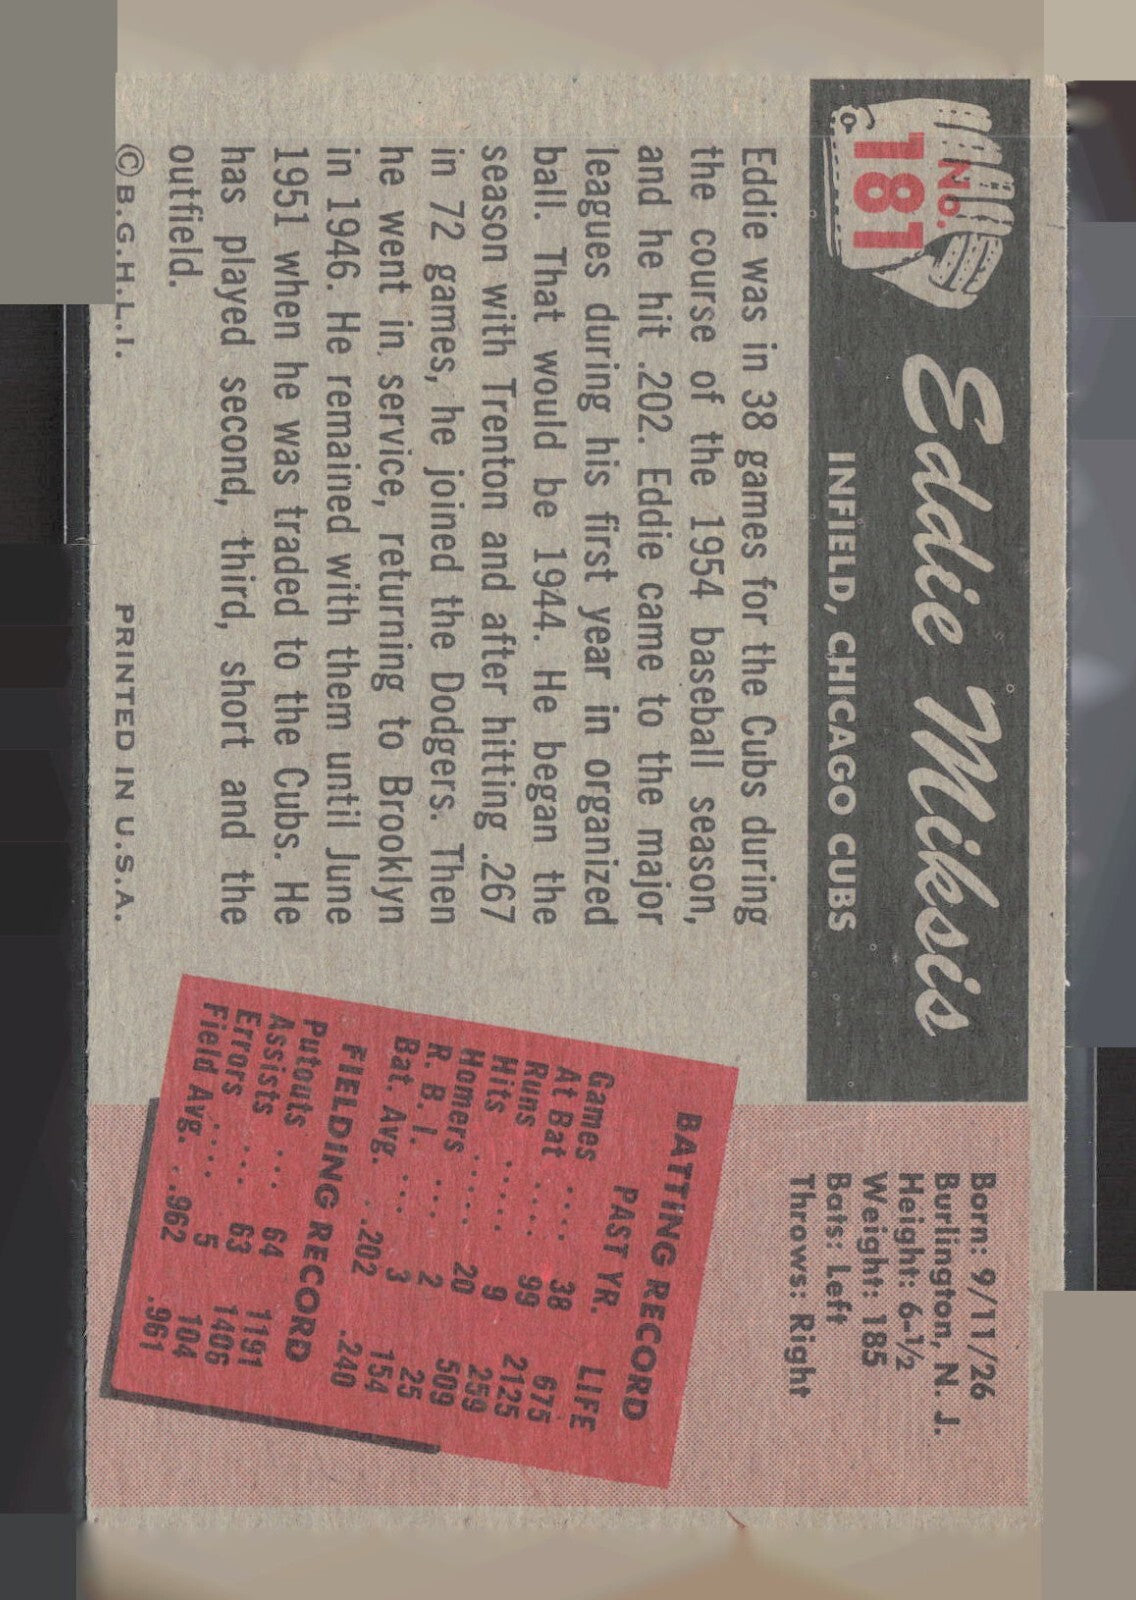 No.
181
Eddie Miksis
INFIELD, CHICAGO CUBS
Eddie was in 38 games for the Cubs during
the course of the 1954 baseball season,
and he hit .202. Eddie came to the major
leagues during his first year in organized
ball. That would be 1944. He began the
season with Trenton and after hitting .267
in 72 games, he joined the Dodgers. Then
he went in service, returning to Brooklyn
in 1946. He remained with them until June
1951 when he was traded to the Cubs. He
has played second, third, short and the
outfield.
© B.G.H.L.I. PRINTED IN U.S.A.
Born: 9/11/26
Burlington, N. J.
Height: 6-½
Weight: 185
Bats: Left
Throws: Right
BATTING RECORD
PAST YR. LIFE
Games .... 38 675
At Bat .... 99 2125
Runs ..... 9 259
Hits ..... 20 509
Homers ... 2 25
R. B. I. .... 3 154
Bat. Avg. . .202 .240
FIELDING RECORD
Putouts ... 64 1191
Assists ... 63 1406
Errors .... 5 104
Field Avg. . .962 .961